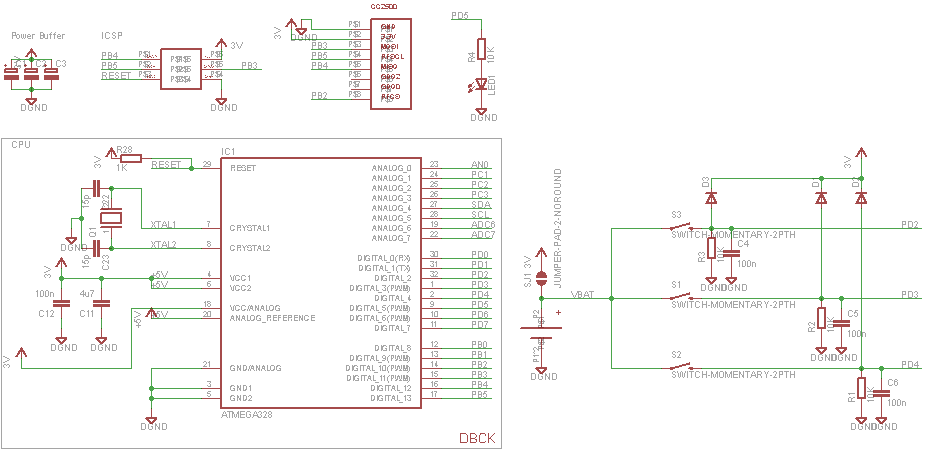 CC2500
Power Buffer
ICSP
3V
PB4
PB5
RESET
C3
DGND
3V
PB3
DGND
3V
DGND
PB3
PB5
PB4
PB2
PD5
R4
10K
LED1
DGND
CPU
3V
R28
1K
RESET
IC1
29
RESET
15p
Q1
XTAL1
7
CRYSTAL1
XTAL2
8
CRYSTAL2
DGND
15p
C23
3V
+5V
4
VCC1
+5V
6
VCC2
100n
C12
4u7
C11
18
VCC/ANALOG
+5V
20
ANALOG_REFERENCE
DGND
DGND
3V
21
GND/ANALOG
3
GND1
5
GND2
DGND
ATMEGA328
ANALOG_0
23
AN0
ANALOG_1
24
PC1
ANALOG_2
25
PC2
ANALOG_3
26
PC3
ANALOG_4
27
SDA
ANALOG_5
28
SCL
ANALOG_6
19
ADC6
ANALOG_7
22
ADC7
DIGITAL_0(RX)
30
PD0
DIGITAL_1(TX)
31
PD1
DIGITAL_2
32
PD2
DIGITAL_3(PWM)
1
PD3
DIGITAL_4
2
PD4
DIGITAL_5(PWM)
9
PD5
DIGITAL_6(PWM)
10
PD6
DIGITAL_7
11
PD7
DIGITAL_8
12
PB0
DIGITAL_9(PWM)
13
PB1
DIGITAL_10(PWM)
14
PB2
DIGITAL_11(PWM)
15
PB3
DIGITAL_12
16
PB4
DIGITAL_13
17
PB5
DBCK
3V
SJ1
JUMPER-PAD-2-NOROUND
VBAT
+
DGND
3V
D3
S3
SWITCH-MOMENTARY-2PTH
PD2
R3
10K
C4
100n
DGND
DGND
S1
SWITCH-MOMENTARY-2PTH
PD3
R2
10K
C5
100n
DGND
DGND
S2
SWITCH-MOMENTARY-2PTH
PD4
R1
10K
C6
100n
DGND
DGND